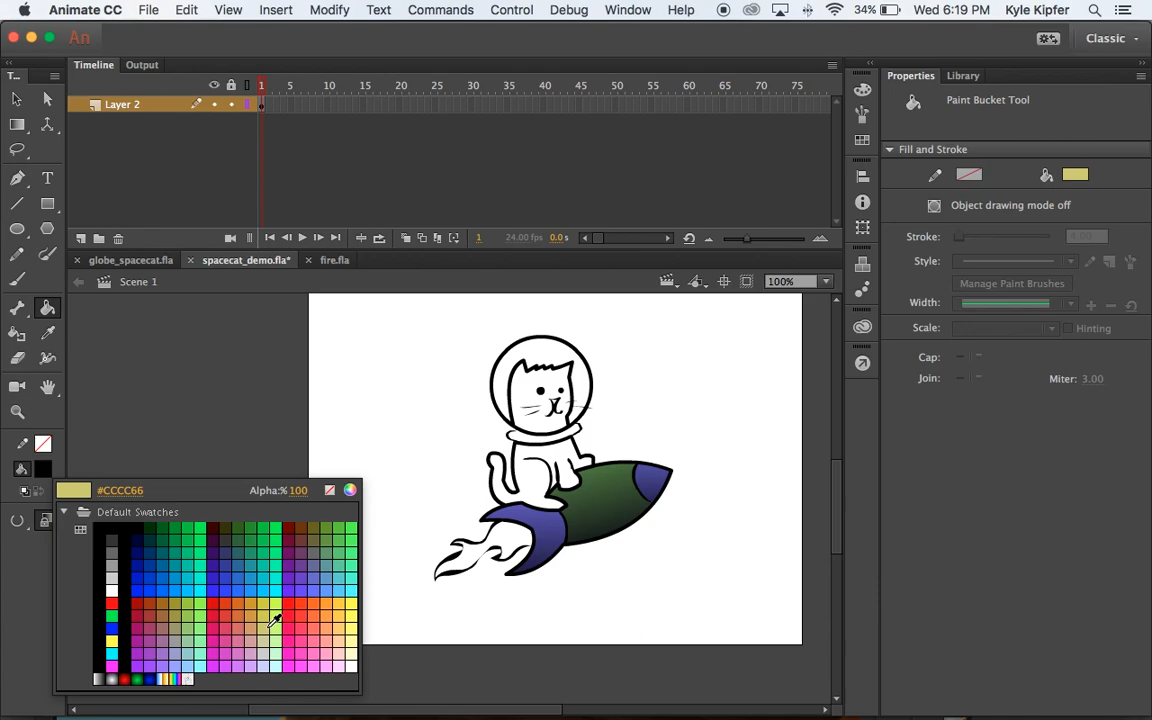 Animate CC File Edit View Insert Modify Text Commands Control Debug Window Help 34% Wed 6:19 PM Kyle Kipfer
An Classic
T... Timeline Output Properties Library
1 5 10 15 20 25 30 35 40 45 50 55 60 65 70 75
Layer 2
Paint Bucket Tool
Fill and Stroke
Object drawing mode off
1 24.00 fps 0.0 s
Stroke: 4.00
globe_spacecat.fla spacecat_demo.fla* fire.fla
Style:
Scene 1 100%
Manage Paint Brushes
Width:
Scale: Hinting
Cap:
Join: Miter: 3.00
#CCCC66 Alpha:% 100
Default Swatches